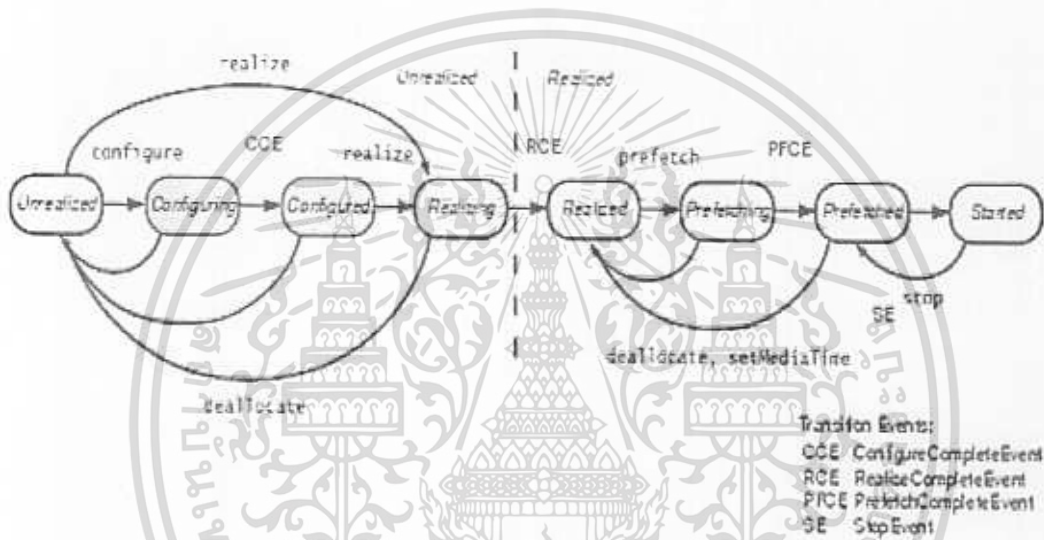 realize
Unrealized
Realized
configure
CCE
realize
RCE
prefetch
PFCE
Unrealized
Configuring
Configured
Realizing
Realized
Prefetching
Prefetched
Started
stop
SE
deallocate, setMediaTime
deallocate
Transition Events:
CCE ConfigureCompleteEvent
RCE RealizeCompleteEvent
PFCE PrefetchCompleteEvent
SE StopEvent